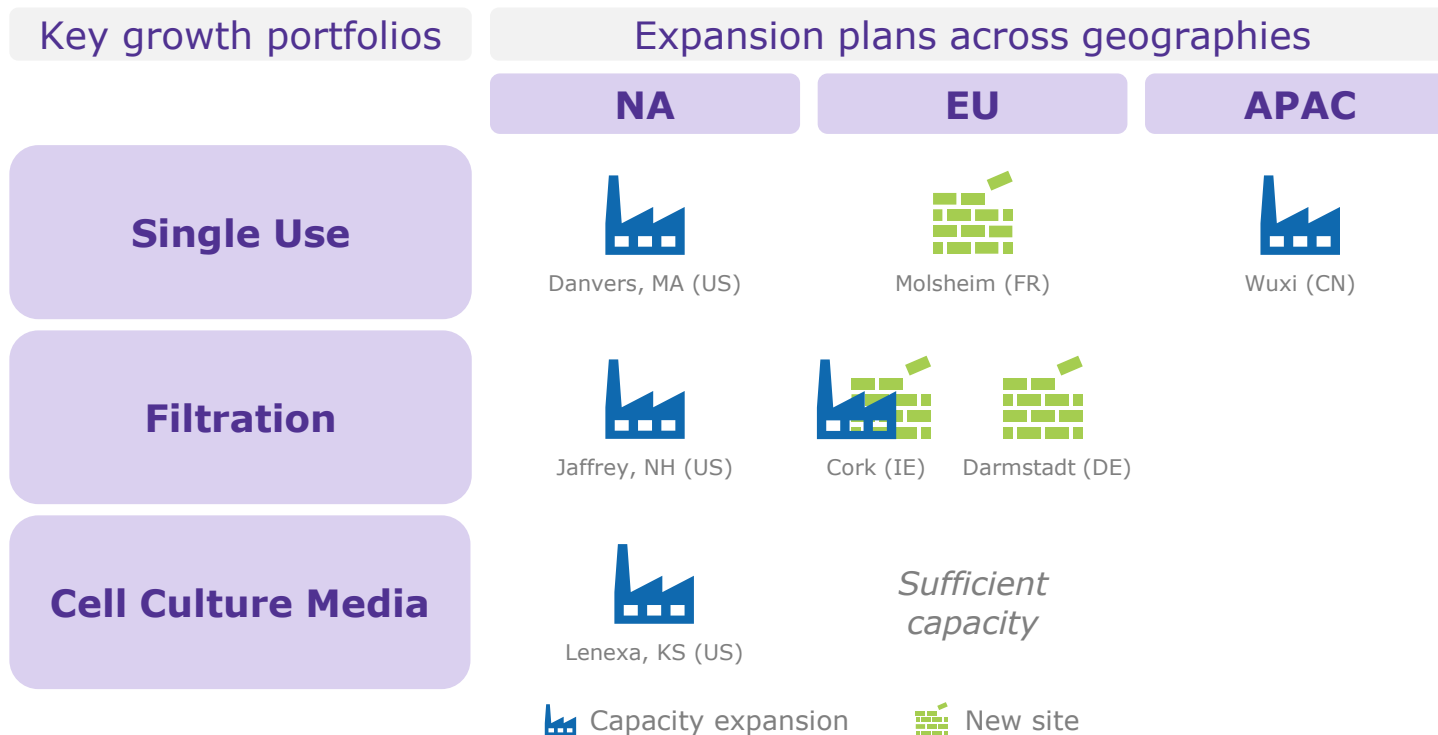 Key growth portfolios
Expansion plans across geographies
NA
EU
APAC
Single Use
Danvers, MA (US)
Molsheim (FR)
Wuxi (CN)
Filtration
Jaffrey, NH (US)
Cork (IE)
Darmstadt (DE)
Cell Culture Media
Lenexa, KS (US)
Sufficient
capacity
Capacity expansion
New site